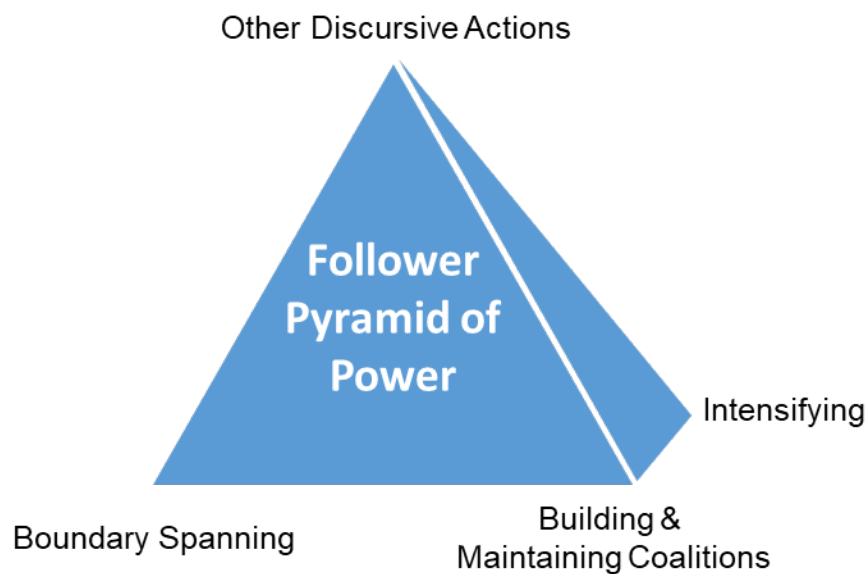 Other Discursive Actions
Follower
Pyramid of
Power
Intensifying
Boundary Spanning
Building &
Maintaining Coalitions